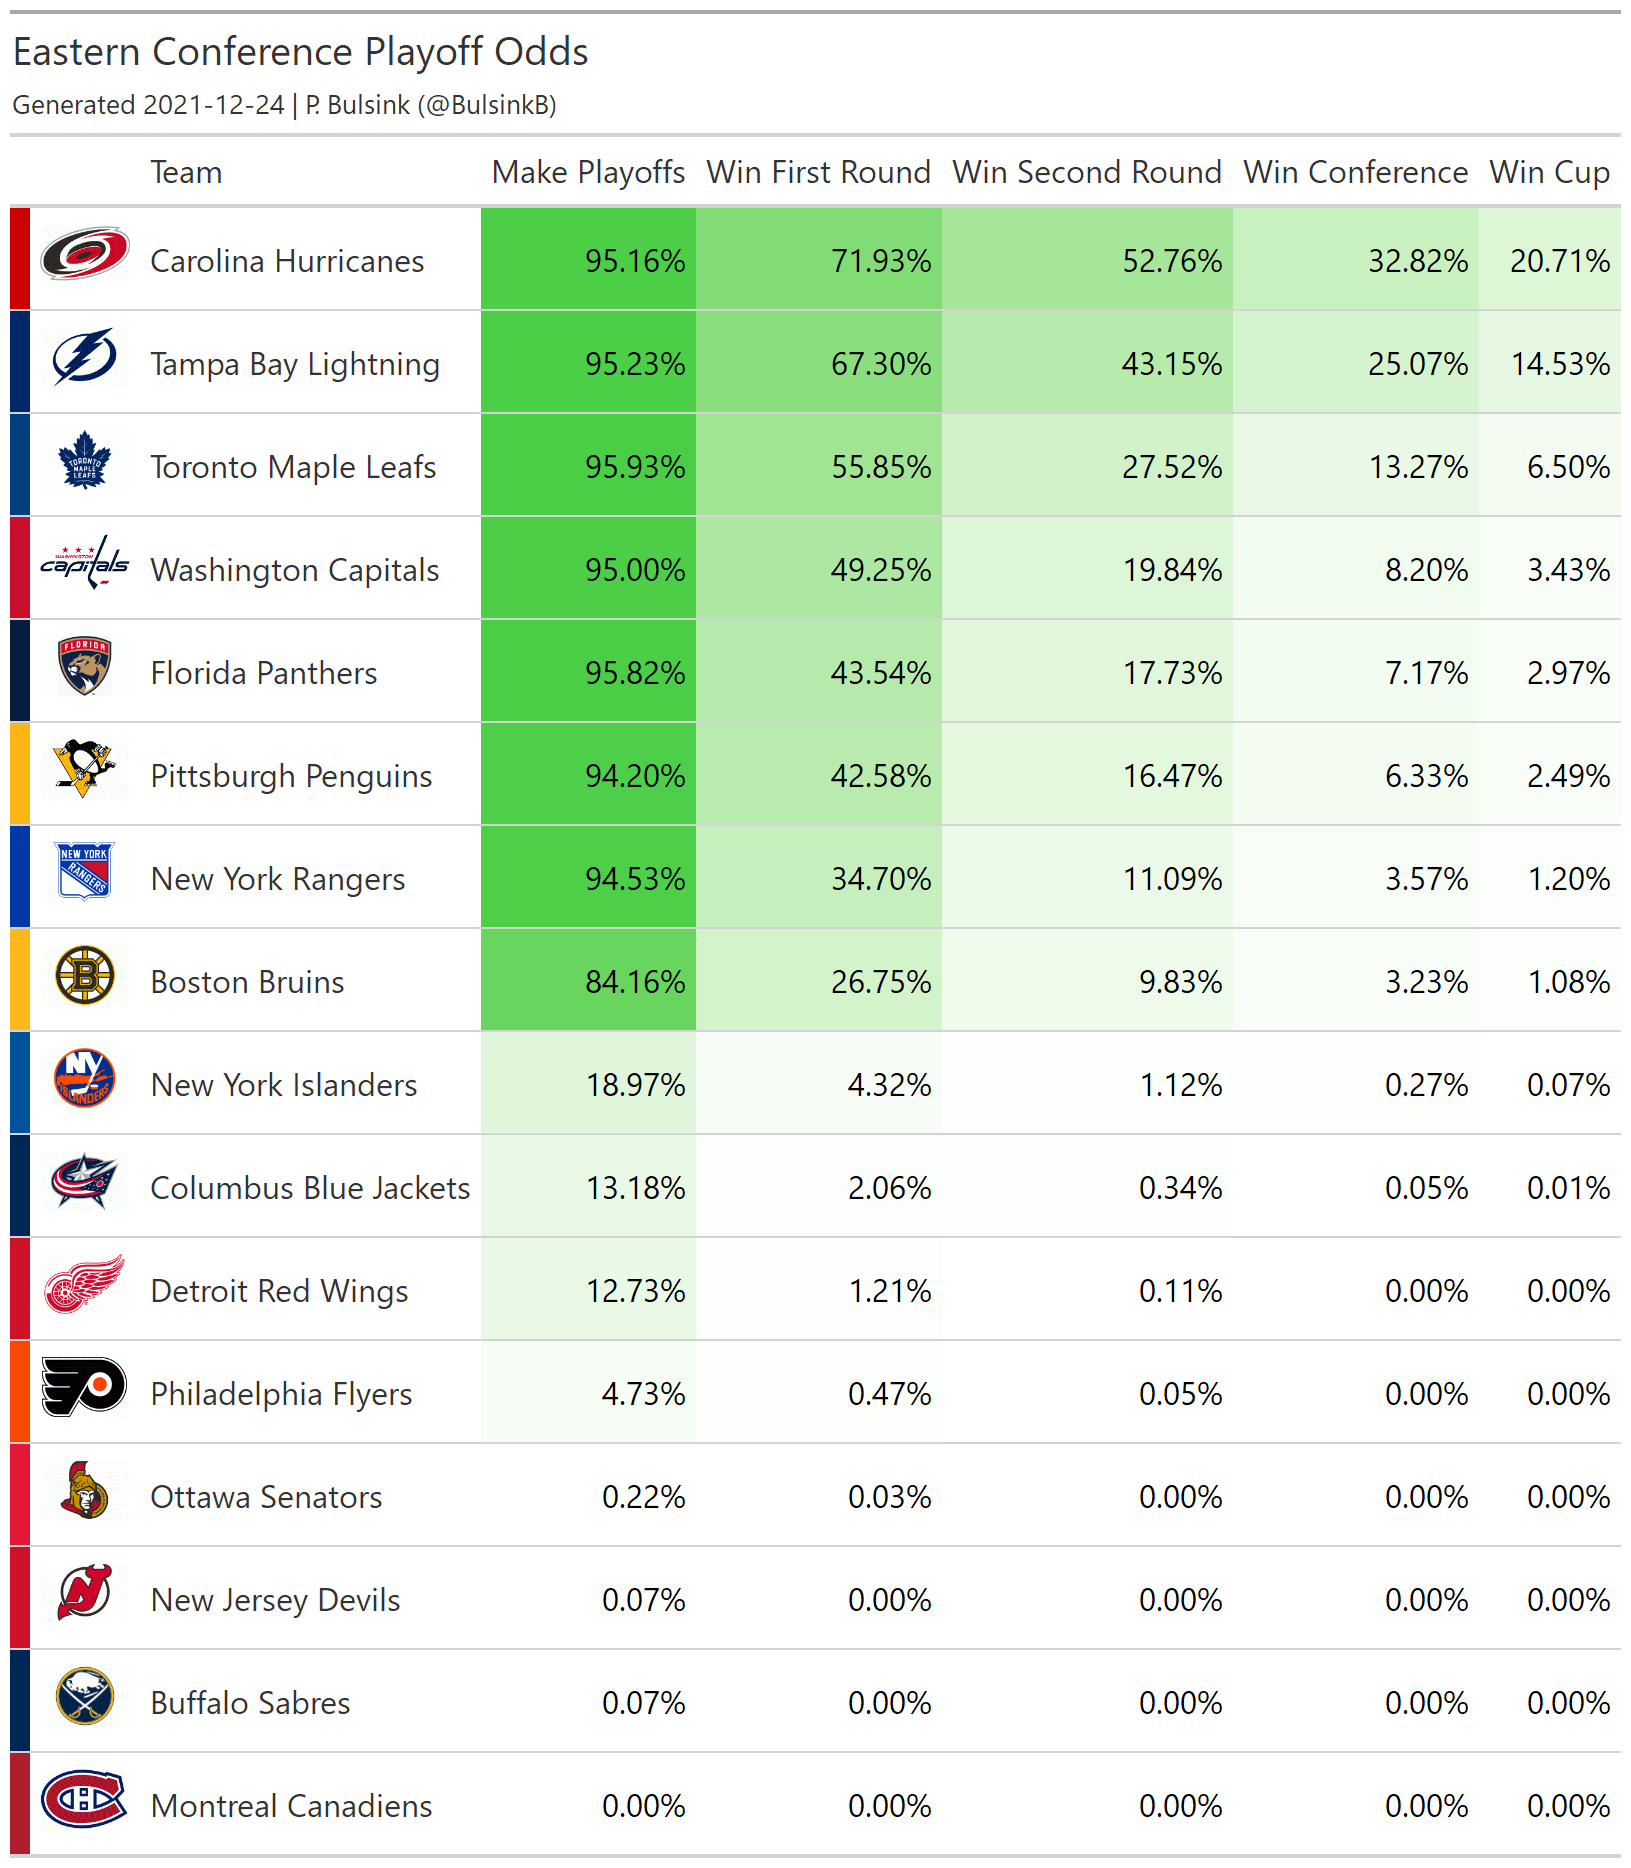 Eastern Conference Playoff Odds
Generated 2021-12-24 | P. Bulsink (@BulsinkB)
Team Make Playoffs Win First Round Win Second Round Win Conference Win Cup
Carolina Hurricanes 95.16% 71.93% 52.76% 32.82% 20.71%
Tampa Bay Lightning 95.23% 67.30% 43.15% 25.07% 14.53%
TORONTO MAPLE LEAFS Toronto Maple Leafs 95.93% 55.85% 27.52% 13.27% 6.50%
WASHINGTON capitals Washington Capitals 95.00% 49.25% 19.84% 8.20% 3.43%
FLORIDA Florida Panthers 95.82% 43.54% 17.73% 7.17% 2.97%
Pittsburgh Penguins 94.20% 42.58% 16.47% 6.33% 2.49%
NEW YORK RANGERS New York Rangers 94.53% 34.70% 11.09% 3.57% 1.20%
B Boston Bruins 84.16% 26.75% 9.83% 3.23% 1.08%
NY ISLANDERS New York Islanders 18.97% 4.32% 1.12% 0.27% 0.07%
Columbus Blue Jackets 13.18% 2.06% 0.34% 0.05% 0.01%
Detroit Red Wings 12.73% 1.21% 0.11% 0.00% 0.00%
Philadelphia Flyers 4.73% 0.47% 0.05% 0.00% 0.00%
Ottawa Senators 0.22% 0.03% 0.00% 0.00% 0.00%
New Jersey Devils 0.07% 0.00% 0.00% 0.00% 0.00%
Buffalo Sabres 0.07% 0.00% 0.00% 0.00% 0.00%
Montreal Canadiens 0.00% 0.00% 0.00% 0.00% 0.00%